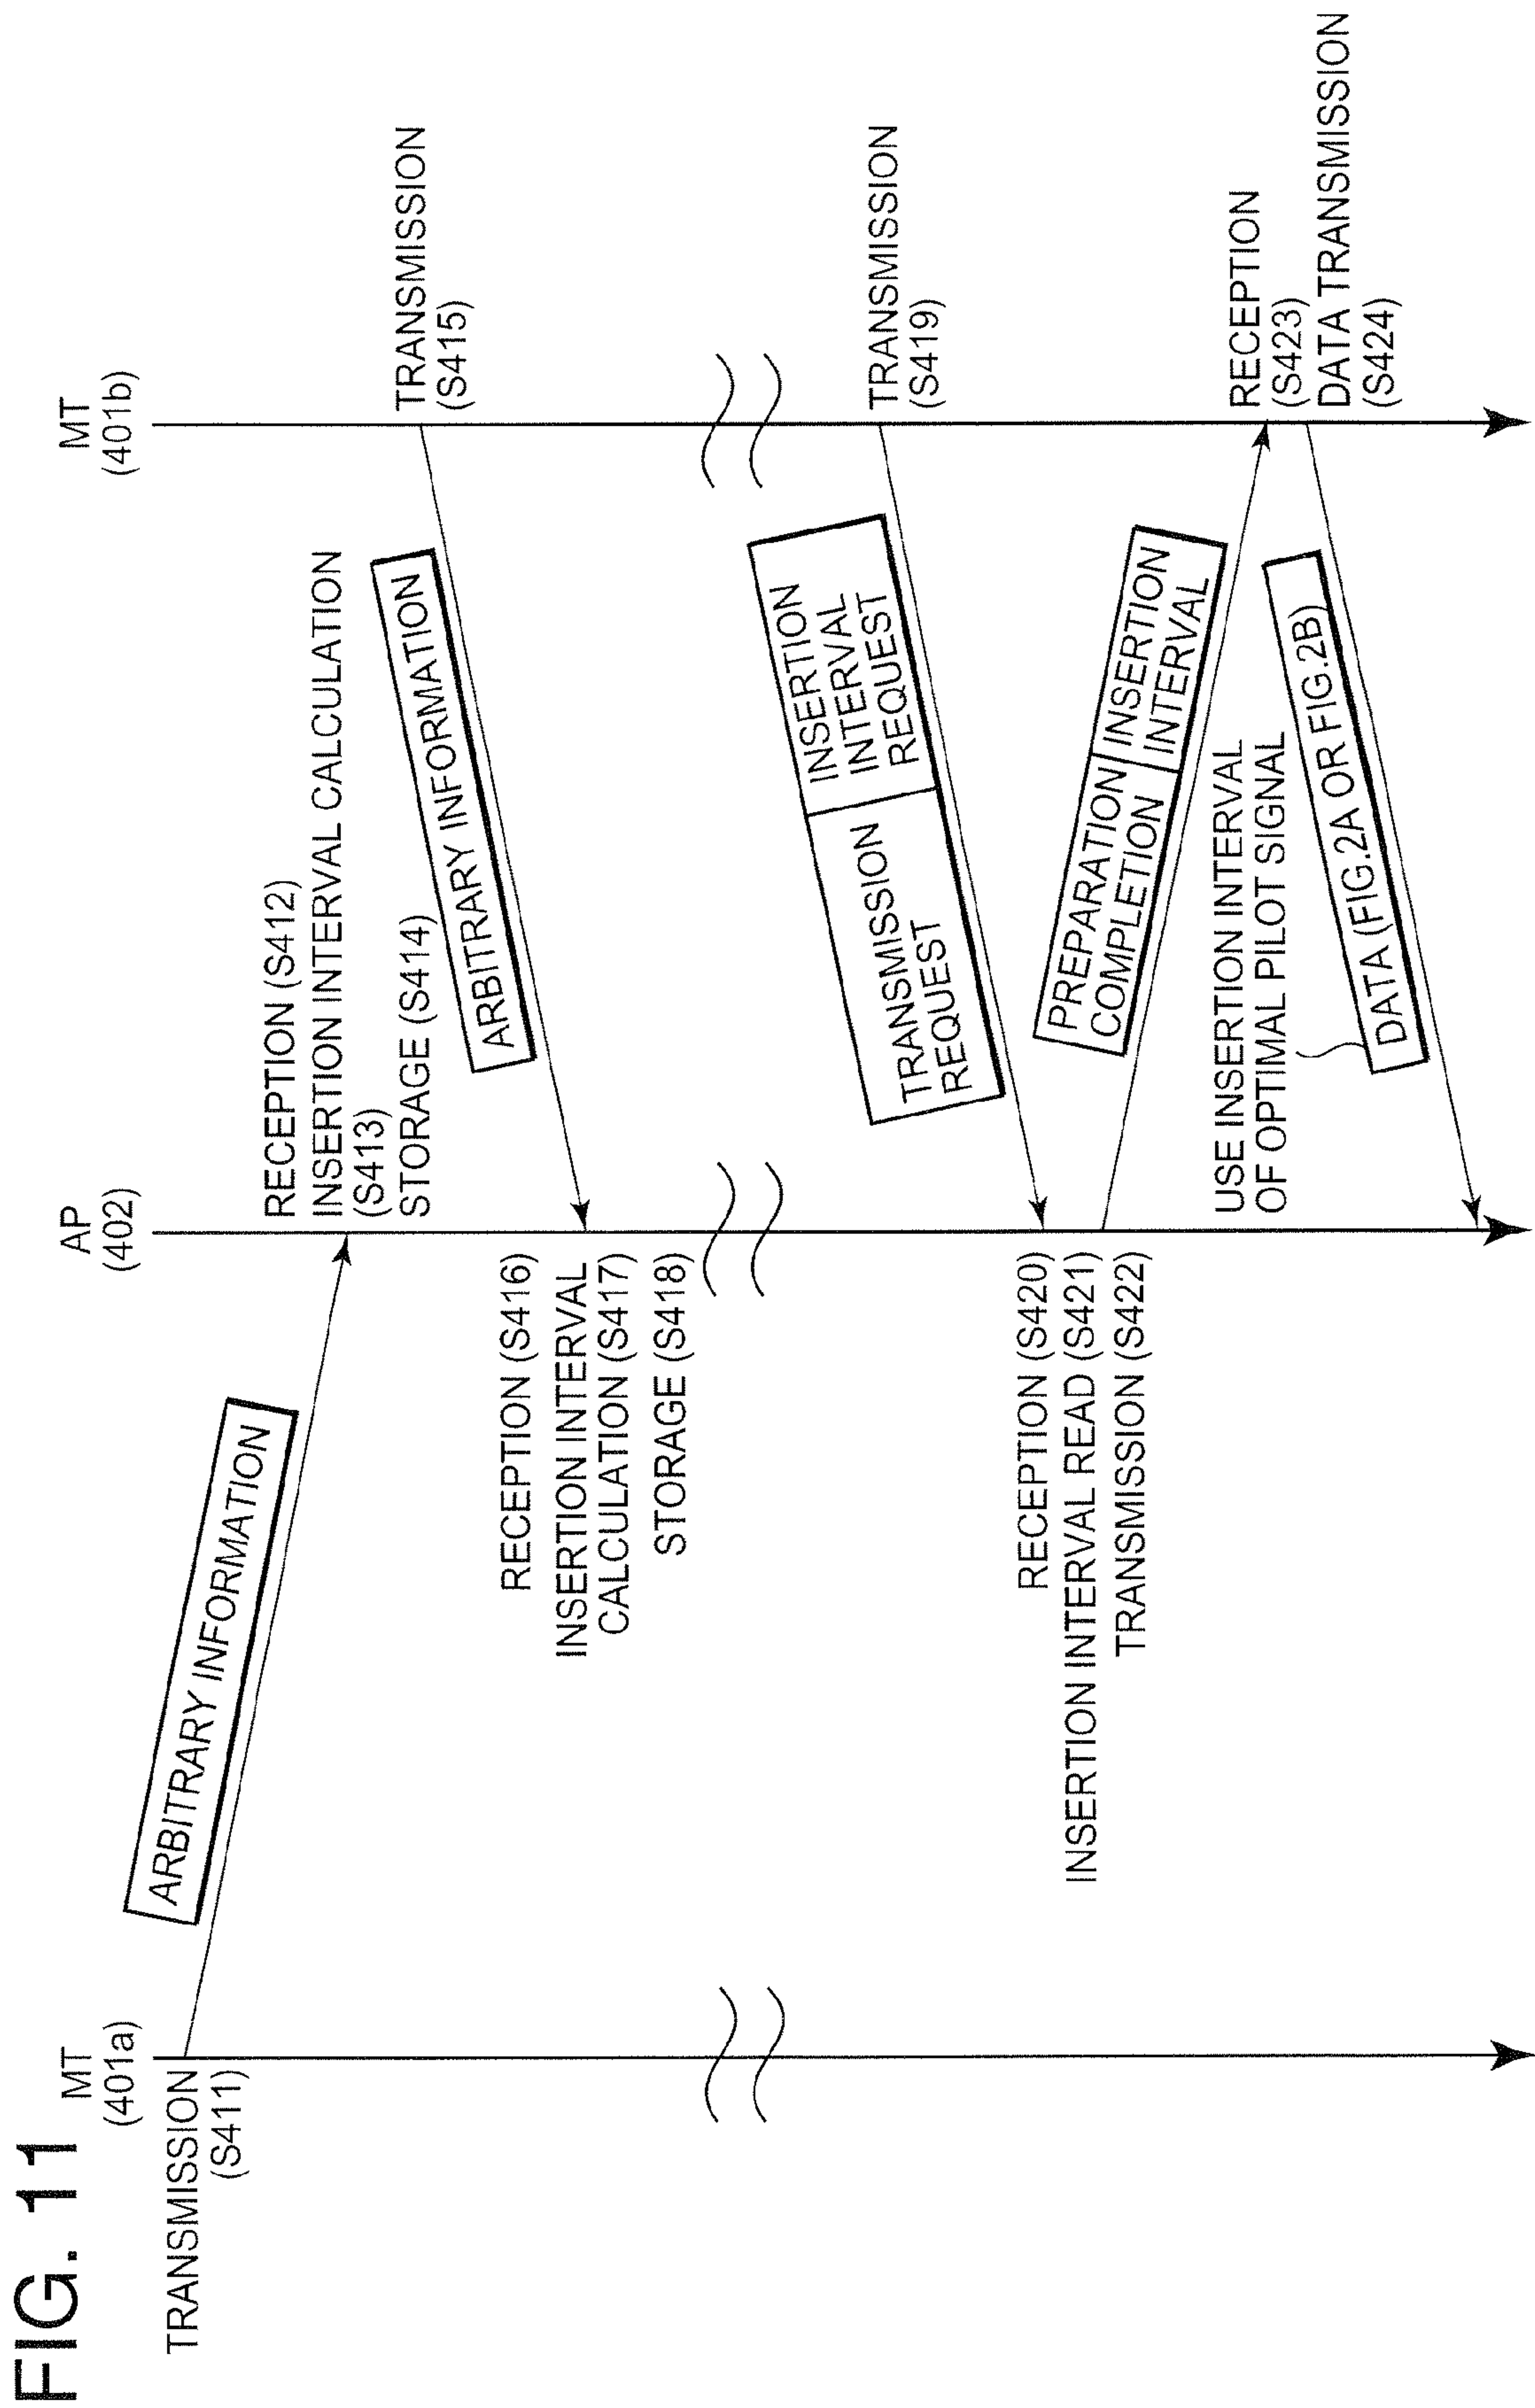 FIG. 11
MT
(401a)
AP
(402)
MT
(401b)
TRANSMISSION
(S411)
ARBITRARY INFORMATION
RECEPTION (S412)
INSERTION INTERVAL CALCULATION
(S413)
STORAGE (S414)
TRANSMISSION
(S415)
ARBITRARY INFORMATION
RECEPTION (S416)
INSERTION INTERVAL
CALCULATION (S417)
STORAGE (S418)
TRANSMISSION
(S419)
TRANSMISSION
REQUEST
INSERTION
INTERVAL
REQUEST
RECEPTION (S420)
INSERTION INTERVAL READ (S421)
TRANSMISSION (S422)
PREPARATION
COMPLETION
INSERTION
INTERVAL
RECEPTION
(S423)
DATA TRANSMISSION
(S424)
USE INSERTION INTERVAL
OF OPTIMAL PILOT SIGNAL
DATA (FIG.2A OR FIG.2B)